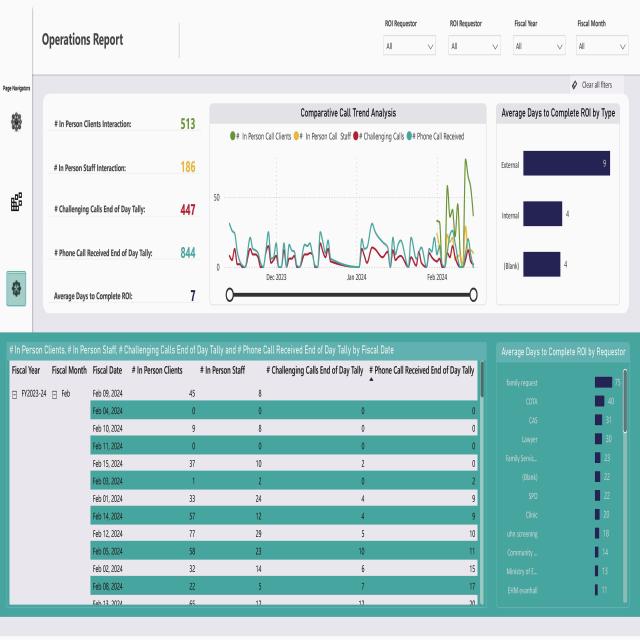 Operations Report
ROI Requestor
ROI Requestor
Fiscal Year
Fiscal Month
All
All
All
All
Page Navigators
Clear all filters
# In Person Clients Interaction: 513
# In Person Staff Interaction: 186
# Challenging Calls End of Day Tally: 447
# Phone Call Received End of Day Tally: 844
Average Days to Complete ROI: 7
Comparative Call Trend Analysis
# In Person Call Clients # In Person Call Staff # Challenging Calls # Phone Call Received
50
0
Dec 2023 Jan 2024 Feb 2024
Average Days to Complete ROI by Type
External 9
Internal 4
(Blank) 4
# In Person Clients, # In Person Staff, # Challenging Calls End of Day Tally and # Phone Call Received End of Day Tally by Fiscal Date
Fiscal Year Fiscal Month Fiscal Date # In Person Clients # In Person Staff # Challenging Calls End of Day Tally # Phone Call Received End of Day Tally
FY2023-24 Feb Feb 09, 2024 45 8
Feb 04, 2024 0 0 0 0
Feb 10, 2024 9 8 0 0
Feb 11, 2024 0 0 0 0
Feb 15, 2024 37 10 2 0
Feb 03, 2024 1 2 0 2
Feb 01, 2024 33 24 4 9
Feb 14, 2024 57 12 4 9
Feb 12, 2024 77 29 5 10
Feb 05, 2024 58 23 10 11
Feb 02, 2024 32 14 6 15
Feb 08, 2024 22 5 7 17
Feb 13, 2024 65 12 12 20
Average Days to Complete ROI by Requestor
family request 75
COTA 40
CAS 31
Lawyer 30
Family Servic... 23
(Blank) 22
SPO 22
Clinic 20
uhn screening 18
Community ... 14
Ministry of E... 13
11